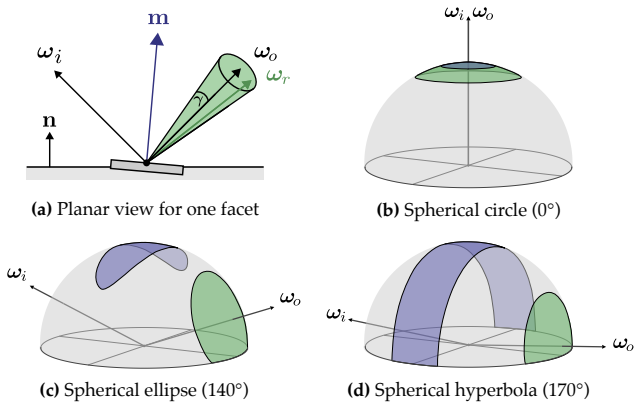 m
ω_i
ω_o
ω_r
γ
n
(a) Planar view for one facet
ω_i ω_o
(b) Spherical circle (0°)
ω_i
ω_o
(c) Spherical ellipse (140°)
ω_i
ω_o
(d) Spherical hyperbola (170°)